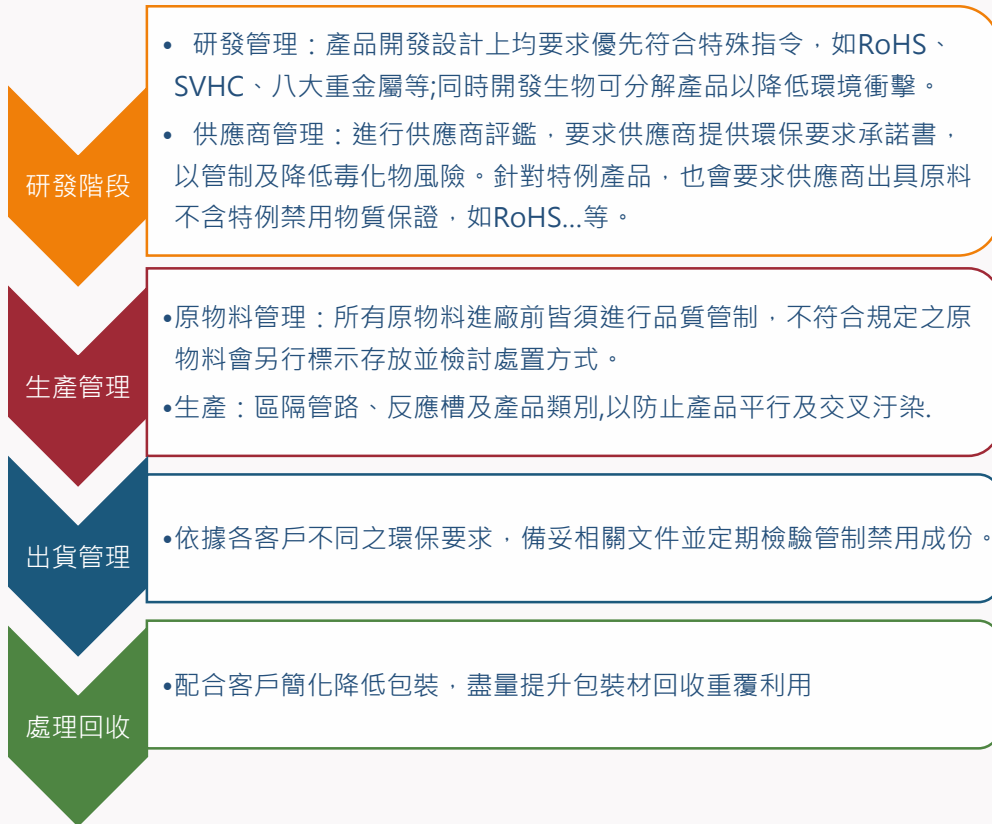 研發階段
• 研發管理：產品開發設計上均要求優先符合特殊指令，如RoHS、
SVHC、八大重金屬等;同時開發生物可分解產品以降低環境衝擊。
• 供應商管理：進行供應商評鑑，要求供應商提供環保要求承諾書，
以管制及降低毒化物風險。針對特例產品，也會要求供應商出具原料
不含特例禁用物質保證，如RoHS...等。
生產管理
•原物料管理：所有原物料進廠前皆須進行品質管制，不符合規定之原
物料會另行標示存放並檢討處置方式。
•生產：區隔管路、反應槽及產品類別,以防止產品平行及交叉汙染.
出貨管理
•依據各客戶不同之環保要求，備妥相關文件並定期檢驗管制禁用成份。
處理回收
•配合客戶簡化降低包裝，盡量提升包裝材回收重覆利用